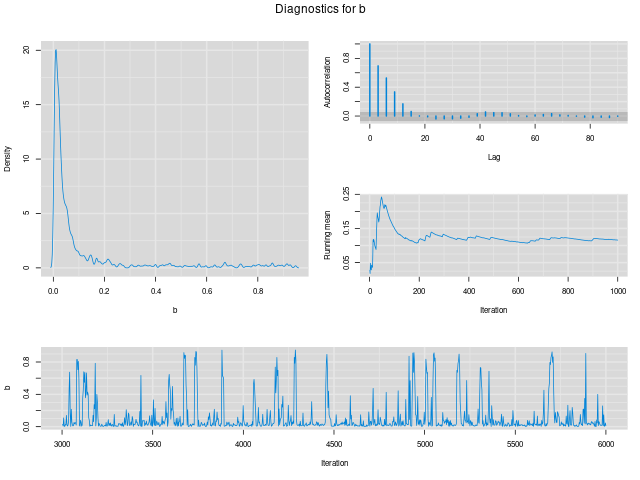 Diagnostics for b
Density
20
15
10
5
0
0.0 0.2 0.4 0.6 0.8
b
Autocorrelation
0.8
0.4
0.0
0 20 40 60 80
Lag
Running mean
0.25
0.15
0.05
0 200 400 600 800 1000
Iteration
b
0.8
0.4
0.0
3000 3500 4000 4500 5000 5500 6000
Iteration